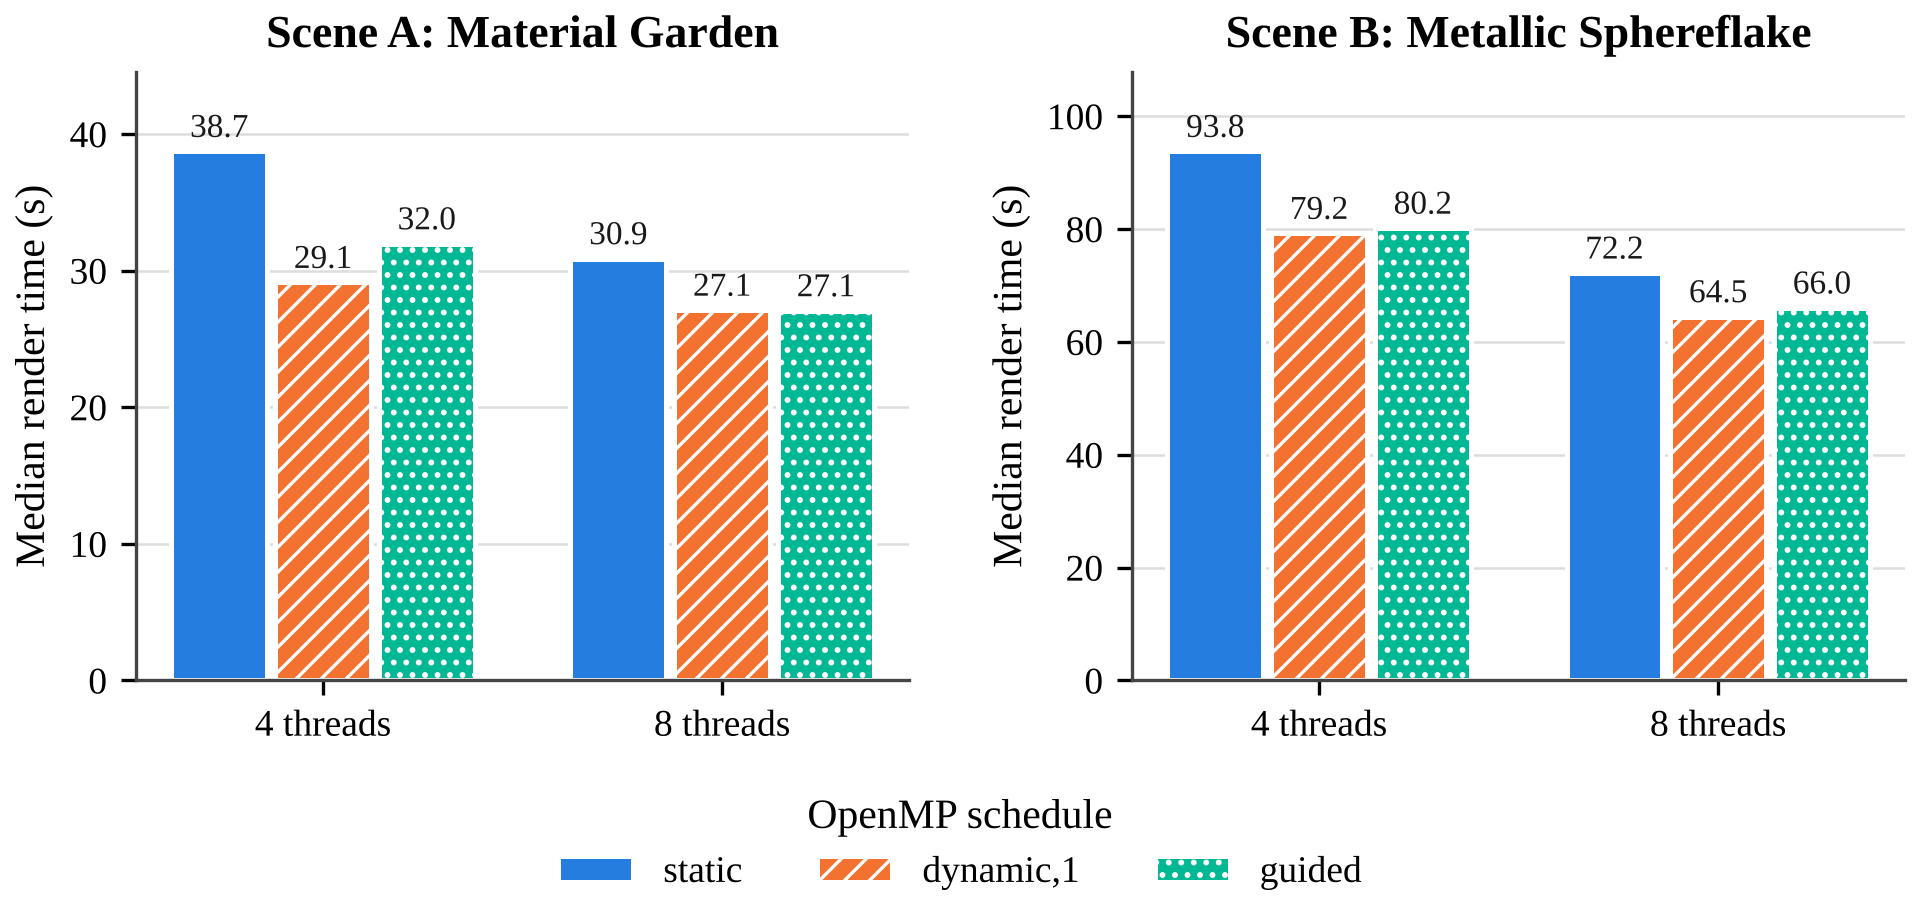 Scene A: Material Garden
Median render time (s)
40
30
20
10
0
38.7
29.1
32.0
30.9
27.1
27.1
4 threads
8 threads
Scene B: Metallic Sphereflake
Median render time (s)
100
80
60
40
20
0
93.8
79.2
80.2
72.2
64.5
66.0
4 threads
8 threads
OpenMP schedule
static
dynamic,1
guided